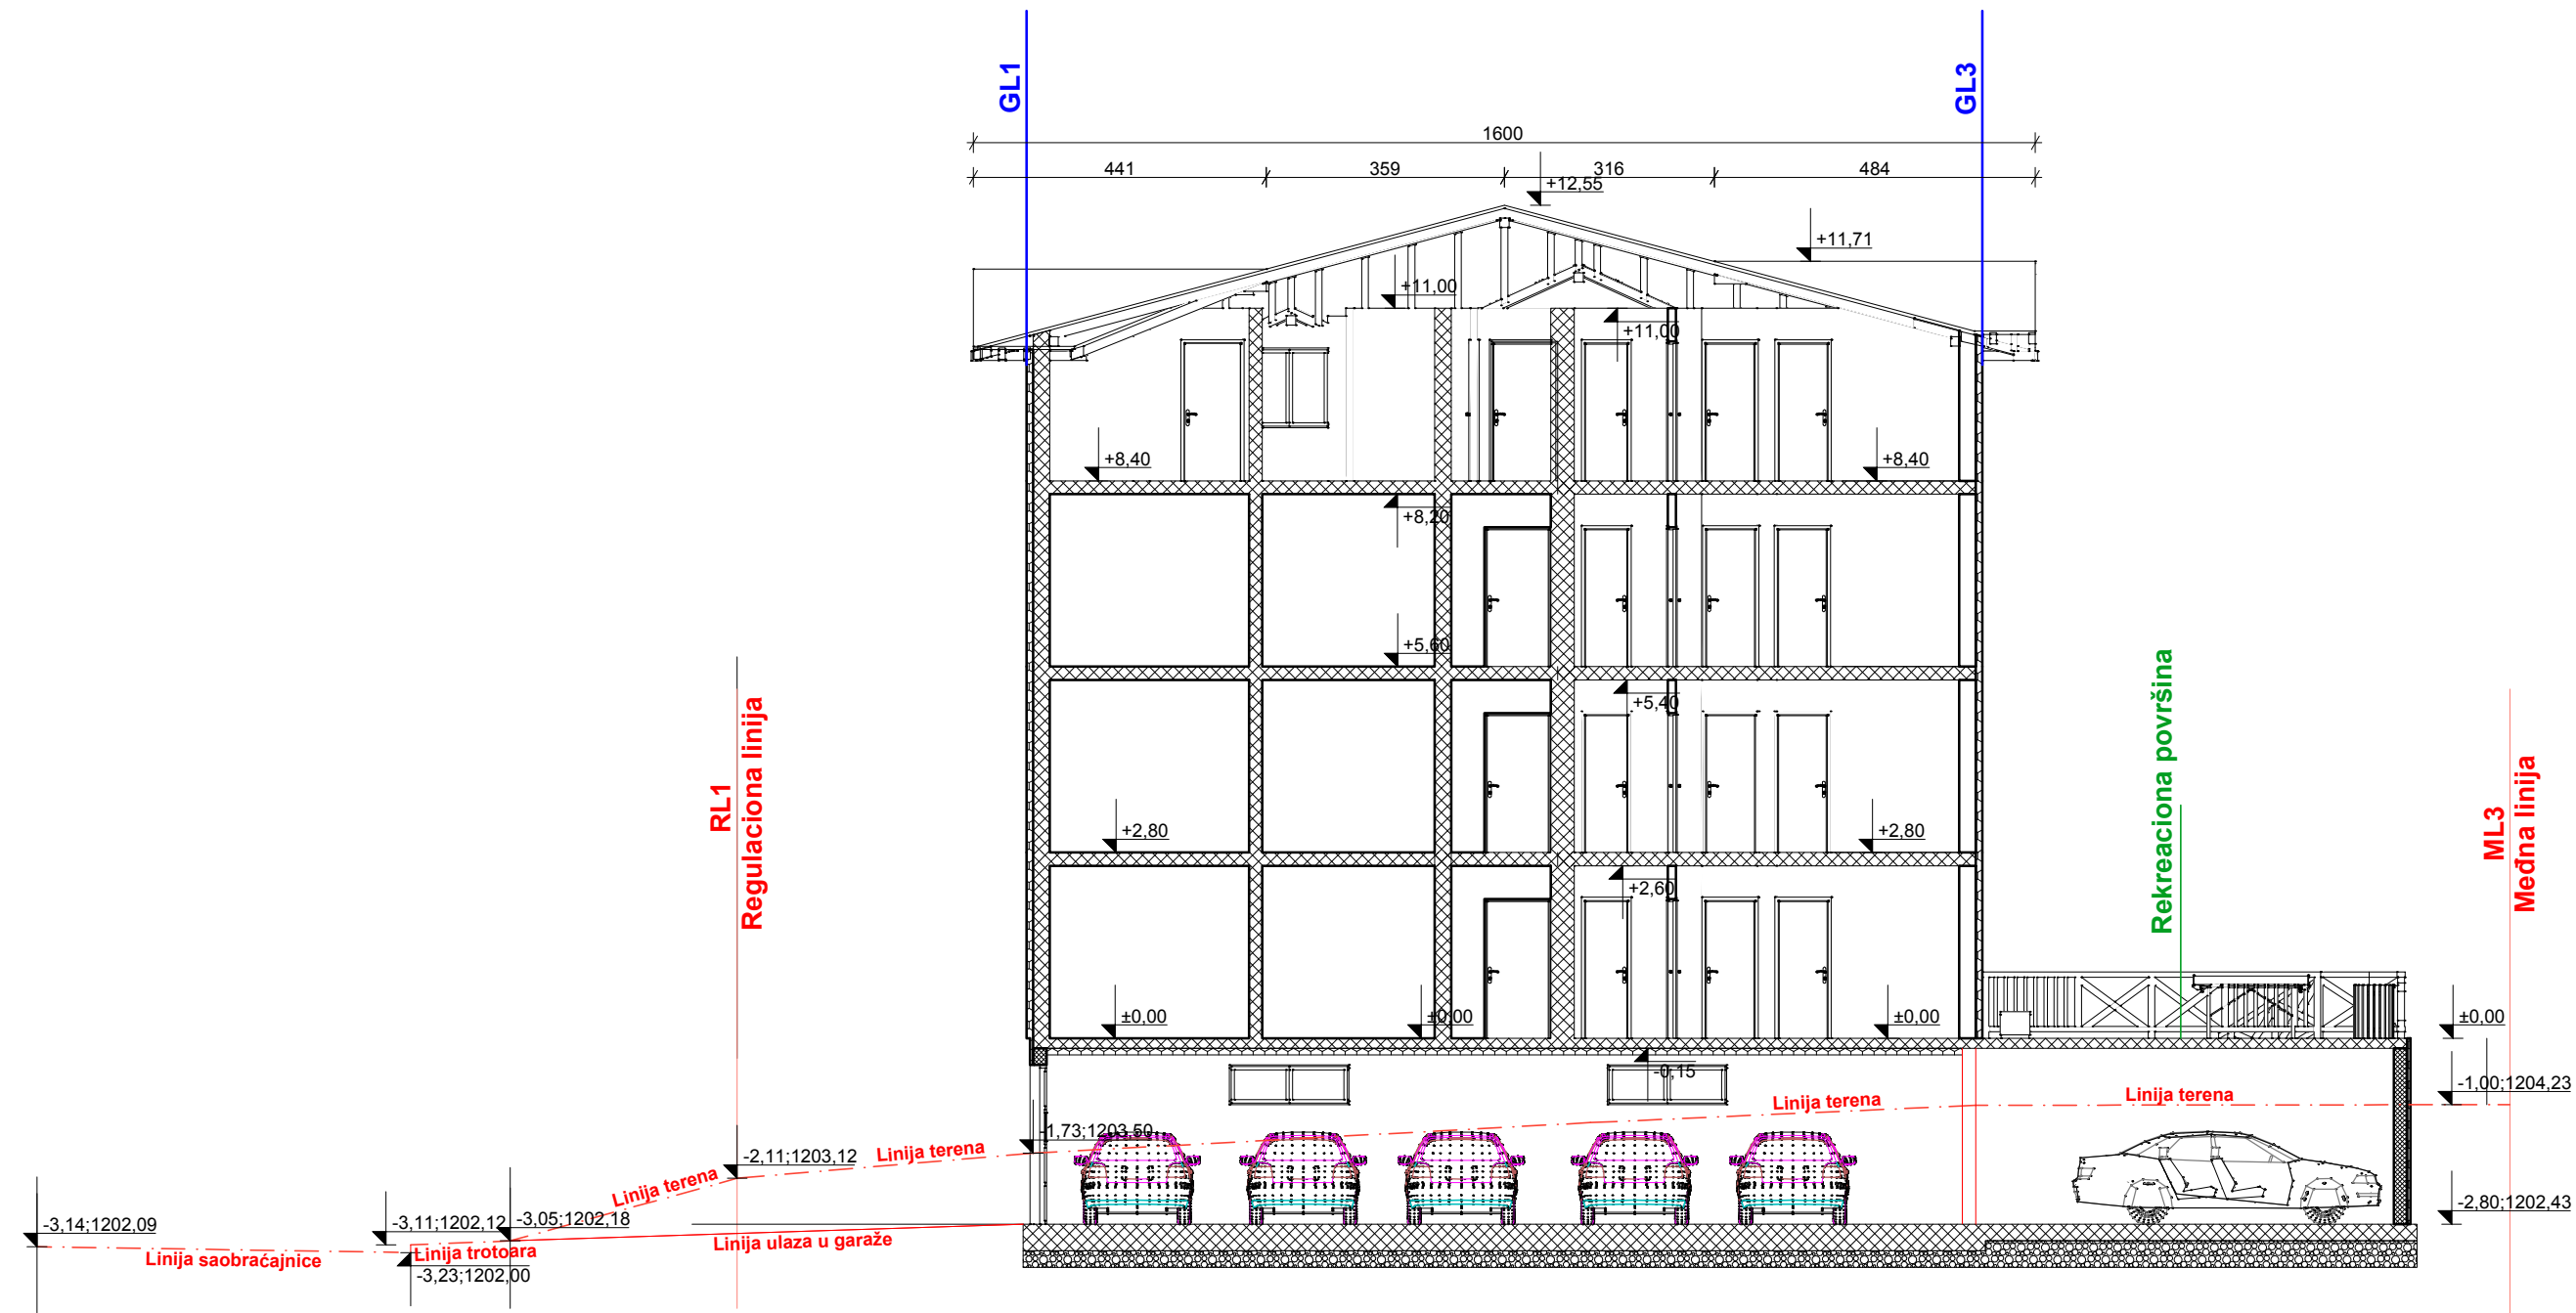 GL1
GL3
1600
441
359
316
484
+12,55
+11,71
+11,00
+11,00
+8,40
+8,40
+8,20
+5,60
+5,40
+2,80
+2,80
+2,60
±0,00
±0,00
±0,00
±0,00
-0,15
RL1
Regulaciona linija
Rekreaciona površina
ML3
Međna linija
-1,00;1204,23
Linija terena
Linija terena
Linija terena
Linija terena
-1,73;1203,50
-2,11;1203,12
-2,80;1202,43
-3,14;1202,09
-3,11;1202,12
-3,05;1202,18
Linija saobraćajnice
Linija trotoara
Linija ulaza u garaže
-3,23;1202,00